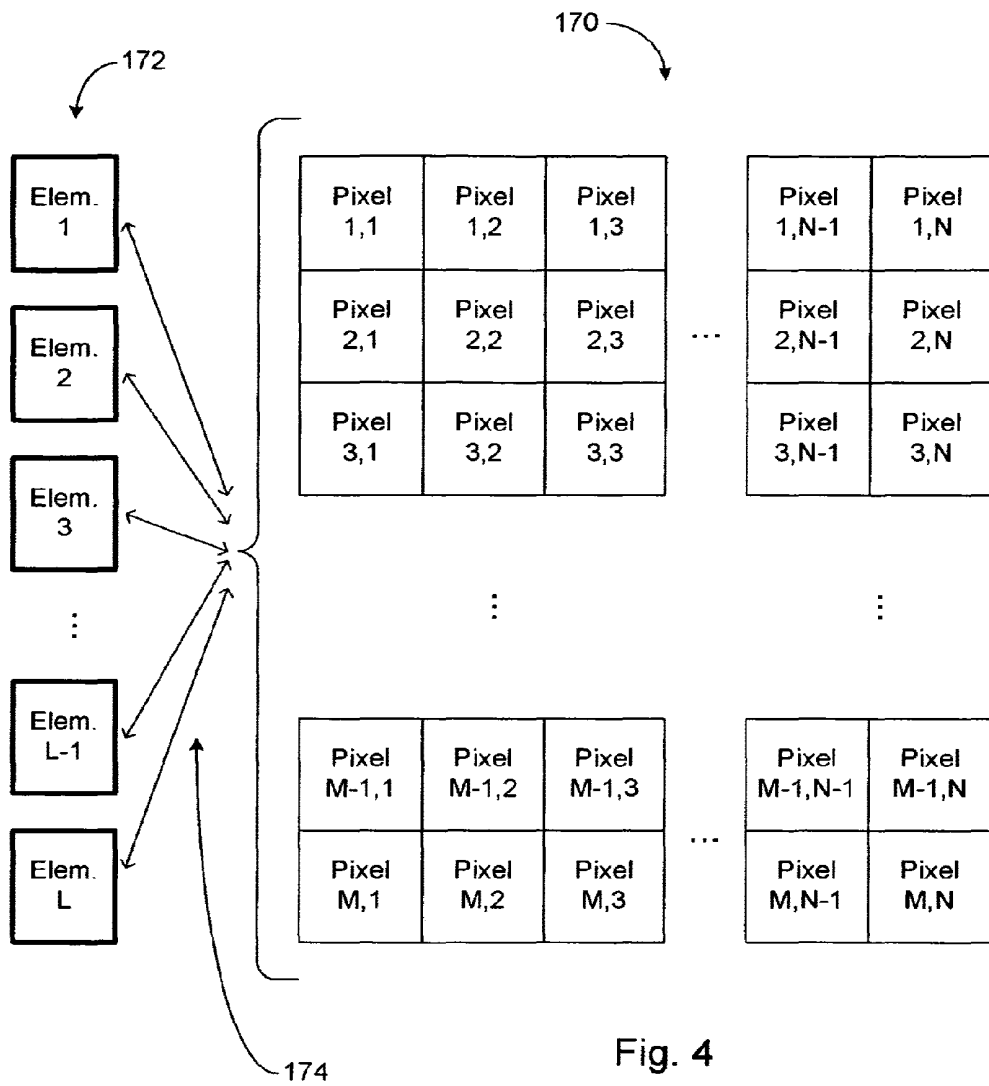 170
172
Elem.
1
Elem.
2
Elem.
3
⋮
Elem.
L-1
Elem.
L
Pixel 1,1 Pixel 1,2 Pixel 1,3 Pixel 1,N-1 Pixel 1,N
Pixel 2,1 Pixel 2,2 Pixel 2,3 ... Pixel 2,N-1 Pixel 2,N
Pixel 3,1 Pixel 3,2 Pixel 3,3 Pixel 3,N-1 Pixel 3,N
⋮ ⋮
Pixel M-1,1 Pixel M-1,2 Pixel M-1,3 Pixel M-1,N-1 Pixel M-1,N
...
Pixel M,1 Pixel M,2 Pixel M,3 Pixel M,N-1 Pixel M,N
174
Fig. 4